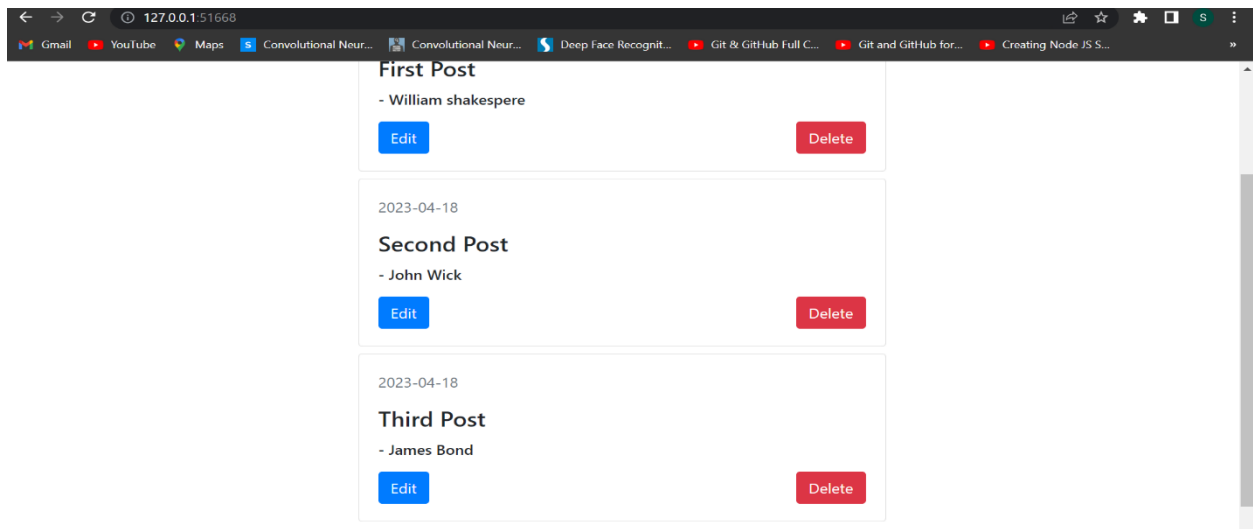 127.0.0.1:51668
S
Gmail
YouTube
Maps
S
Convolutional Neur...
Convolutional Neur...
Deep Face Recognit...
Git & GitHub Full C...
Git and GitHub for...
Creating Node JS S...
»
First Post
- William shakespere
Edit
Delete
2023-04-18
Second Post
- John Wick
Edit
Delete
2023-04-18
Third Post
- James Bond
Edit
Delete